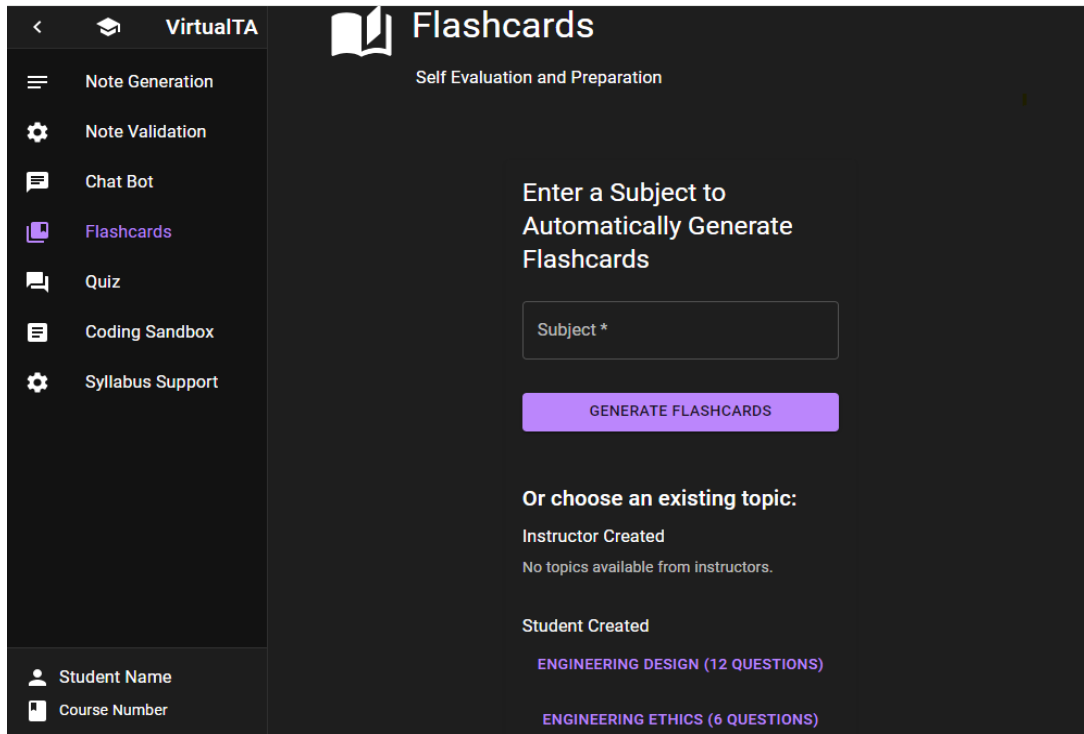 VirtualTA
Note Generation
Note Validation
Chat Bot
Flashcards
Quiz
Coding Sandbox
Syllabus Support
Student Name
Course Number
Flashcards
Self Evaluation and Preparation
Enter a Subject to
Automatically Generate
Flashcards
Subject *
GENERATE FLASHCARDS
Or choose an existing topic:
Instructor Created
No topics available from instructors.
Student Created
ENGINEERING DESIGN (12 QUESTIONS)
ENGINEERING ETHICS (6 QUESTIONS)